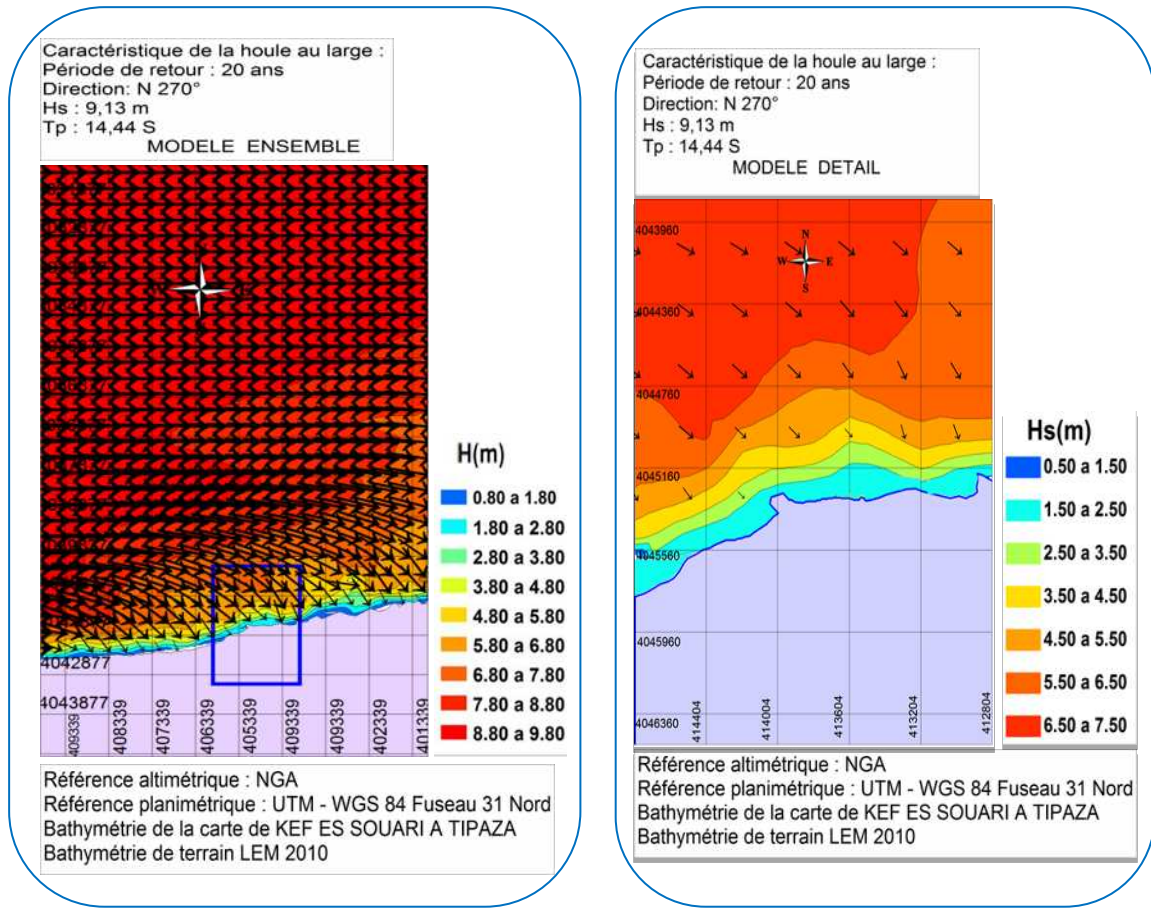 Caractéristique de la houle au large :
Période de retour : 20 ans
Direction: N 270°
Hs : 9,13 m
Tp : 14,44 S
MODELE ENSEMBLE
4042877
4043877
409339
408339
407339
406339
405339
409339
409339
402339
401339
H(m)
0.80 a 1.80
1.80 a 2.80
2.80 a 3.80
3.80 a 4.80
4.80 a 5.80
5.80 a 6.80
6.80 a 7.80
7.80 a 8.80
8.80 a 9.80
Référence altimétrique : NGA
Référence planimétrique : UTM - WGS 84 Fuseau 31 Nord
Bathymétrie de la carte de KEF ES SOUARI A TIPAZA
Bathymétrie de terrain LEM 2010
Caractéristique de la houle au large :
Période de retour : 20 ans
Direction: N 270°
Hs : 9,13 m
Tp : 14,44 S
MODELE DETAIL
4043960
N
W E
S
4044360
4044760
4045160
4045560
4045960
4046360
414404
414004
413604
413204
412804
Hs(m)
0.50 a 1.50
1.50 a 2.50
2.50 a 3.50
3.50 a 4.50
4.50 a 5.50
5.50 a 6.50
6.50 a 7.50
Référence altimétrique : NGA
Référence planimétrique : UTM - WGS 84 Fuseau 31 Nord
Bathymétrie de la carte de KEF ES SOUARI A TIPAZA
Bathymétrie de terrain LEM 2010